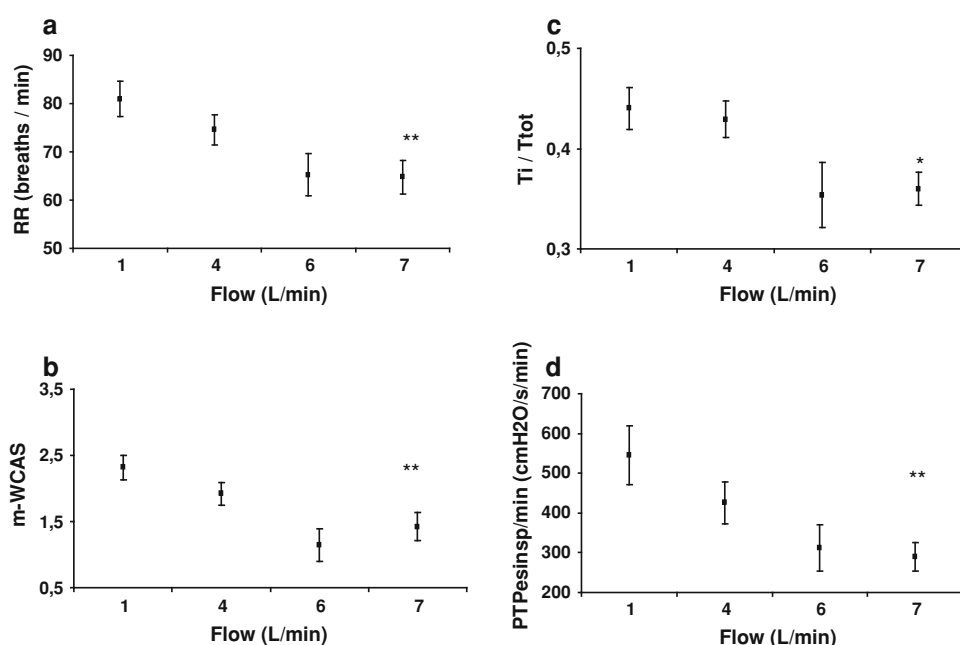 a
RR (breaths / min)
90
80
70
60
50
**
1 4 6 7
Flow (L/min)
c
Ti / Ttot
0,5
0,4
0,3
*
1 4 6 7
Flow (L/min)
b
m-WCAS
3,5
2,5
1,5
0,5
**
1 4 6 7
Flow (L/min)
d
PTPesinsp/min (cmH2O/s/min)
700
600
500
400
300
200
**
1 4 6 7
Flow (L/min)